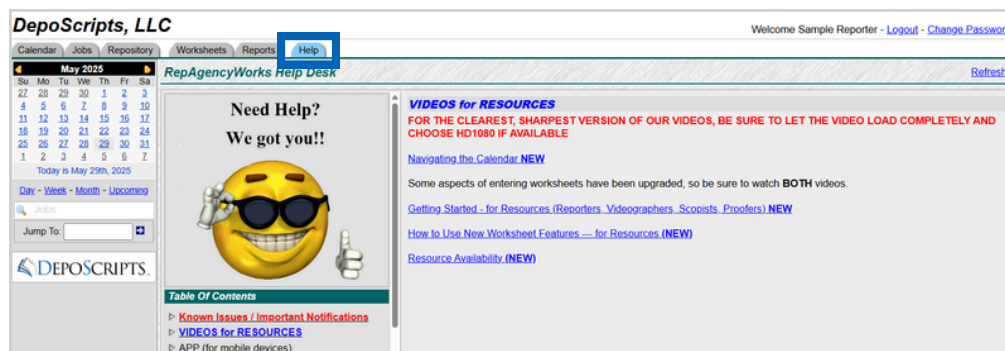 DepoScripts, LLC
Welcome Sample Reporter - Logout - Change Passwor
Calendar Jobs Repository Worksheets Reports Help
May 2025
Su Mo Tu We Th Fr Sa
27 28 29 30 1 2 3
4 5 6 7 8 9 10
11 12 13 14 15 16 17
18 19 20 21 22 23 24
25 26 27 28 29 30 31
1 2 3 4 5 6 7
Today is May 29th, 2025
Day - Week - Month - Upcoming
Jobs
Jump To:
DEPOSCRIPTS
RepAgencyWorks Help Desk
Refresh
Need Help?
We got you!!
Table Of Contents
Known Issues / Important Notifications
VIDEOS for RESOURCES
APP (for mobile devices)
VIDEOS for RESOURCES
FOR THE CLEAREST, SHARPEST VERSION OF OUR VIDEOS, BE SURE TO LET THE VIDEO LOAD COMPLETELY AND
CHOOSE HD1080 IF AVAILABLE
Navigating the Calendar NEW
Some aspects of entering worksheets have been upgraded, so be sure to watch BOTH videos.
Getting Started - for Resources (Reporters, Videographers, Scopists, Proofers) NEW
How to Use New Worksheet Features --- for Resources (NEW)
Resource Availability (NEW)